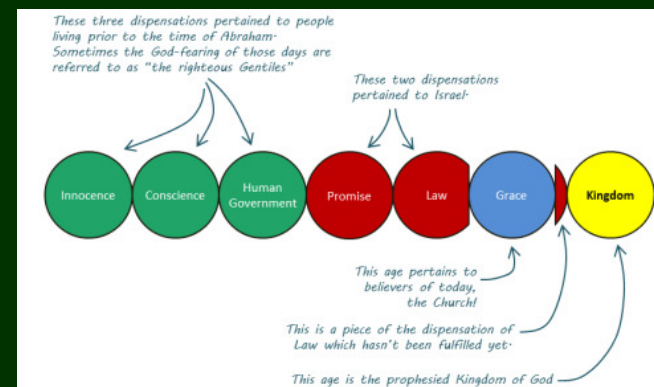 These three dispensations pertained to people
living prior to the time of Abraham.
Sometimes the God-fearing of those days are
referred to as “the righteous Gentiles”
These two dispensations
pertained to Israel.
Innocence
Conscience
Human
Government
Promise
Law
Grace
Kingdom
This age pertains to
believers of today,
the Church!
This is a piece of the dispensation of
Law which hasn't been fulfilled yet.
This age is the prophesied Kingdom of God